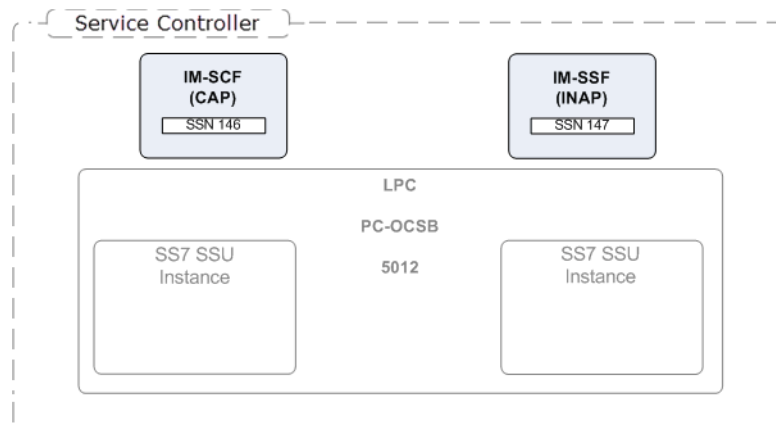 Service Controller
IM-SCF
(CAP)
SSN 146
IM-SSF
(INAP)
SSN 147
LPC
PC-OCSB
5012
SS7 SSU
Instance
SS7 SSU
Instance